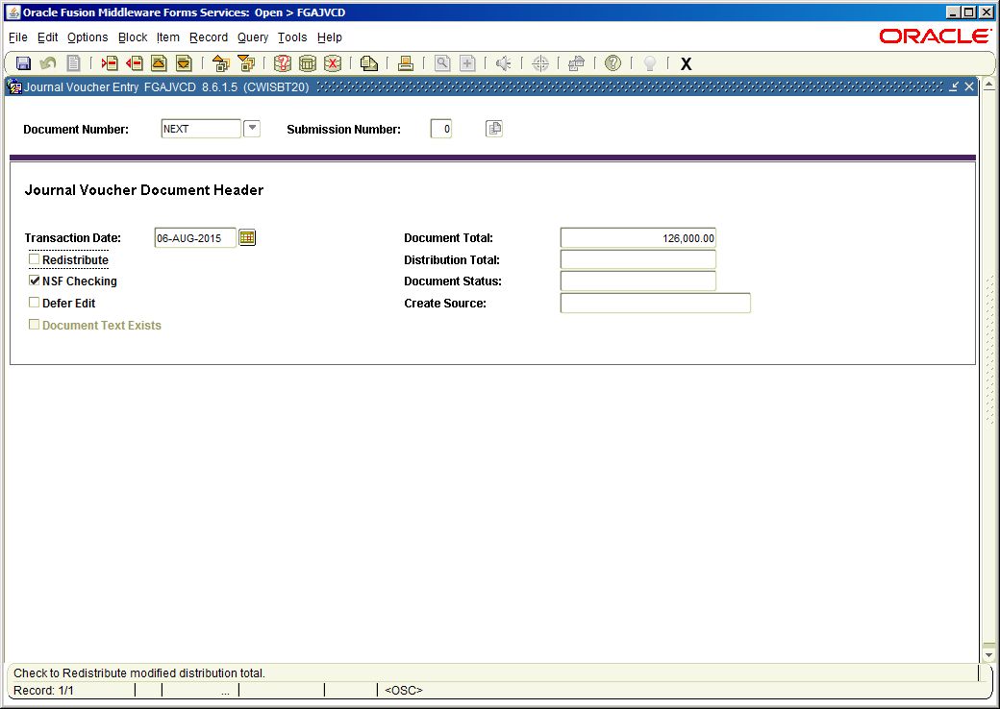 Oracle Fusion Middleware Forms Services: Open > FGAJVCD
File Edit Options Block Item Record Query Tools Help
ORACLE
X
Journal Voucher Entry FGAJVCD 8.6.1.5 (CWISBT20)
Document Number: NEXT Submission Number: 0
Journal Voucher Document Header
Transaction Date: 06-AUG-2015 Document Total: 126,000.00
Redistribute Distribution Total:
NSF Checking Document Status:
Defer Edit Create Source:
Document Text Exists
Check to Redistribute modified distribution total.
Record: 1/1 ... <OSC>